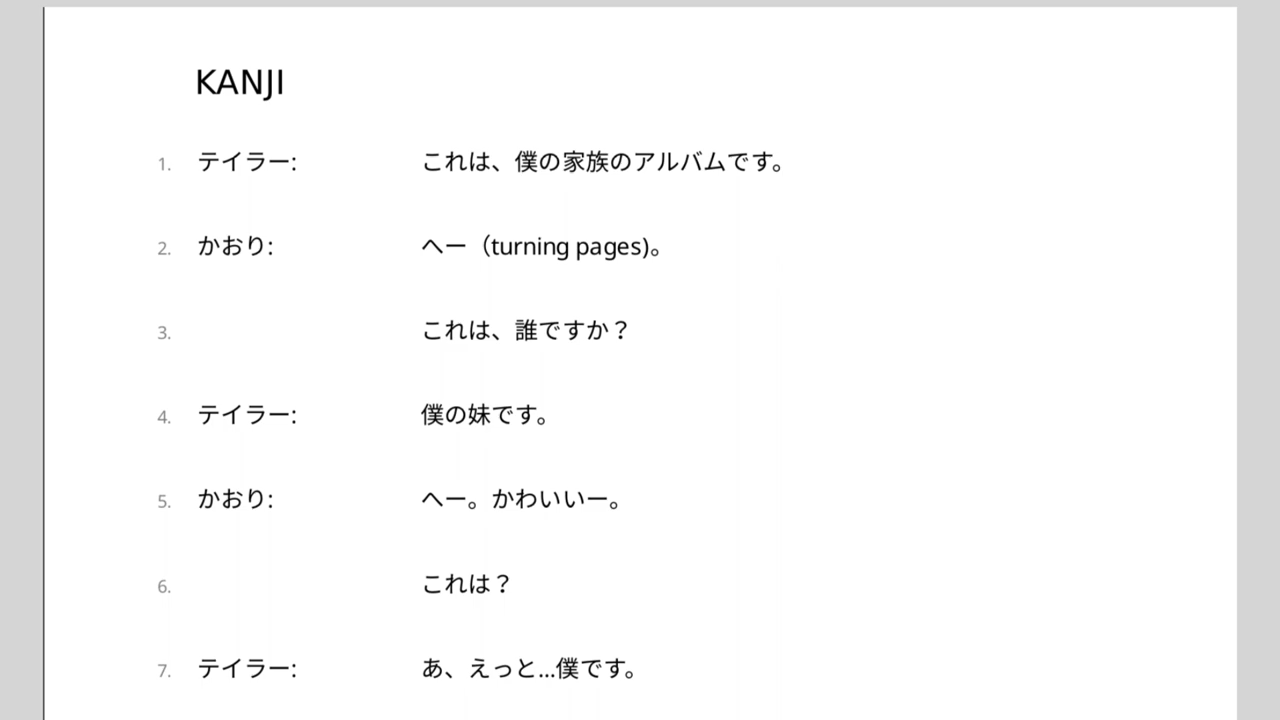 KANJI
1. テイラー: これは、僕の家族のアルバムです。
2. かおり: へー（turning pages)。
3. これは、誰ですか？
4. テイラー: 僕の妹です。
5. かおり: へー。かわいいー。
6. これは？
7. テイラー: あ、えっと...僕です。